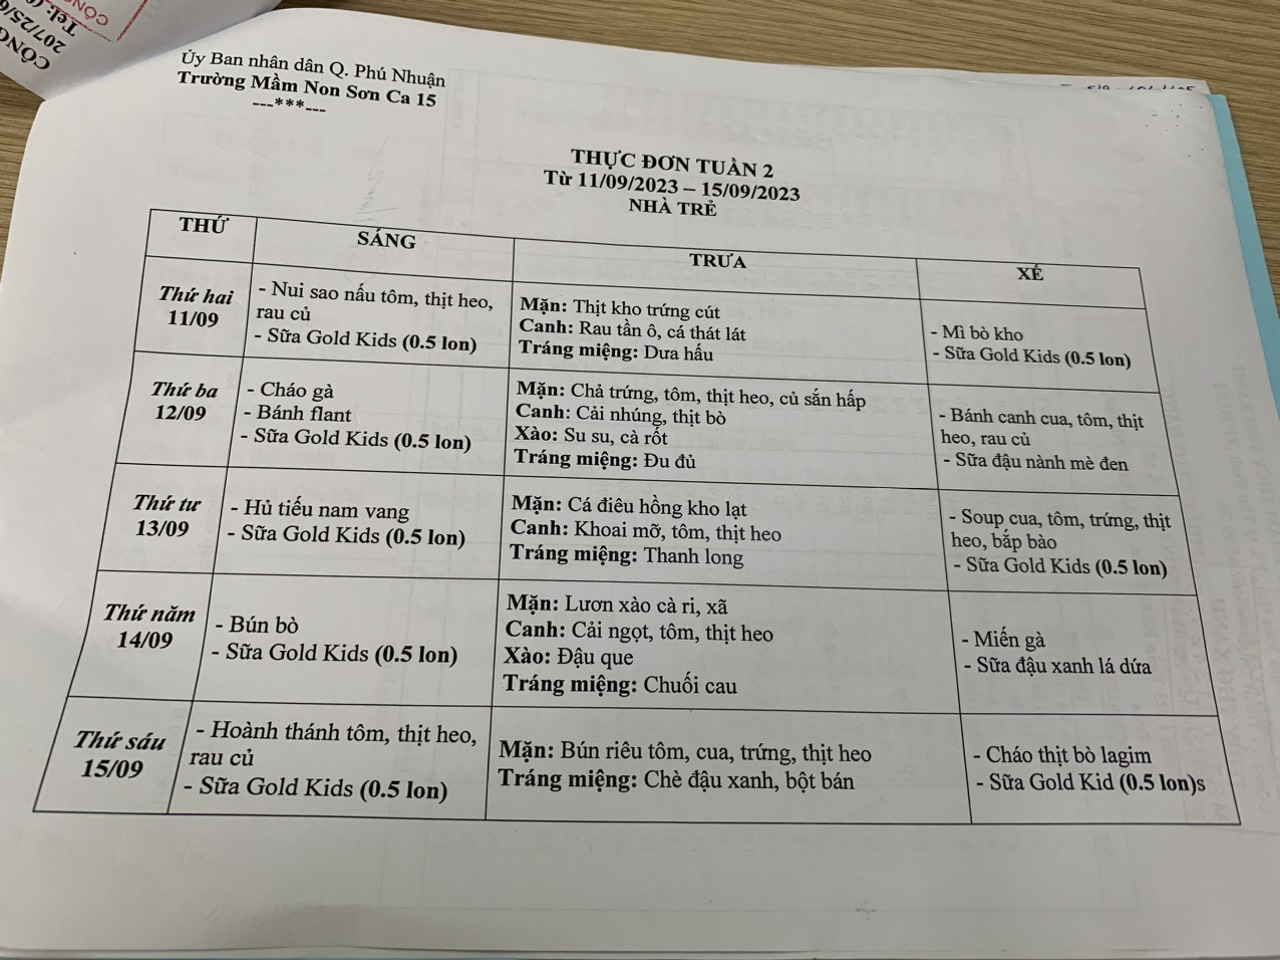 CÔNG
207/25/6
Tel: (
CÔNG
Ủy Ban nhân dân Q. Phú Nhuận
Trường Mầm Non Sơn Ca 15
---***---
THỰC ĐƠN TUẦN 2
Từ 11/09/2023 – 15/09/2023
NHÀ TRẺ
THỨ
SÁNG
TRƯA
XẾ
Thứ hai
11/09
- Nui sao nấu tôm, thịt heo,
rau củ
- Sữa Gold Kids (0.5 lon)
Mặn: Thịt kho trứng cút
Canh: Rau tần ô, cá thát lát
Tráng miệng: Dưa hấu
- Mì bò kho
- Sữa Gold Kids (0.5 lon)
Thứ ba
12/09
- Cháo gà
- Bánh flant
- Sữa Gold Kids (0.5 lon)
Mặn: Chả trứng, tôm, thịt heo, củ sắn hấp
Canh: Cải nhúng, thịt bò
Xào: Su su, cà rốt
Tráng miệng: Đu đủ
- Bánh canh cua, tôm, thịt
heo, rau củ
- Sữa đậu nành mè đen
Thứ tư
13/09
- Hủ tiếu nam vang
- Sữa Gold Kids (0.5 lon)
Mặn: Cá điêu hồng kho lạt
Canh: Khoai mỡ, tôm, thịt heo
Tráng miệng: Thanh long
- Soup cua, tôm, trứng, thịt
heo, bắp bào
- Sữa Gold Kids (0.5 lon)
Thứ năm
14/09
- Bún bò
- Sữa Gold Kids (0.5 lon)
Mặn: Lươn xào cà ri, xã
Canh: Cải ngọt, tôm, thịt heo
Xào: Đậu que
Tráng miệng: Chuối cau
- Miến gà
- Sữa đậu xanh lá dứa
Thứ sáu
15/09
- Hoành thánh tôm, thịt heo,
rau củ
- Sữa Gold Kids (0.5 lon)
Mặn: Bún riêu tôm, cua, trứng, thịt heo
Tráng miệng: Chè đậu xanh, bột bán
- Cháo thịt bò lagim
- Sữa Gold Kid (0.5 lon)s